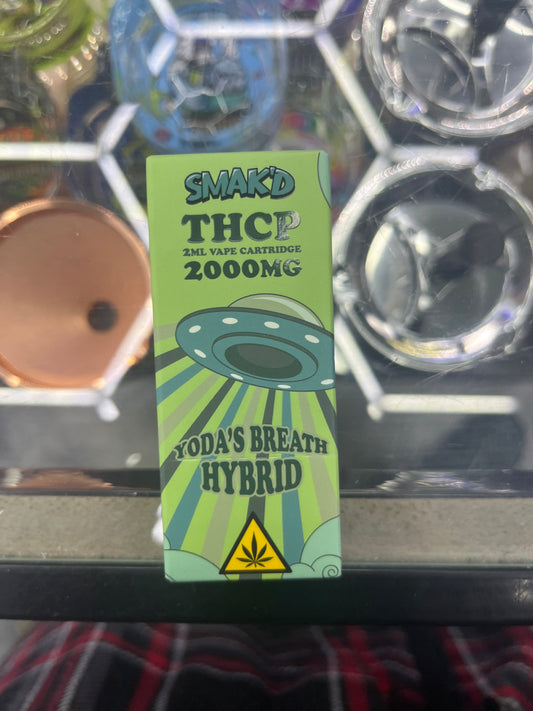 SMAK'D
THCP
2ML VAPE CARTRIDGE
2000MG
YODA'S BREATH
HYBRID